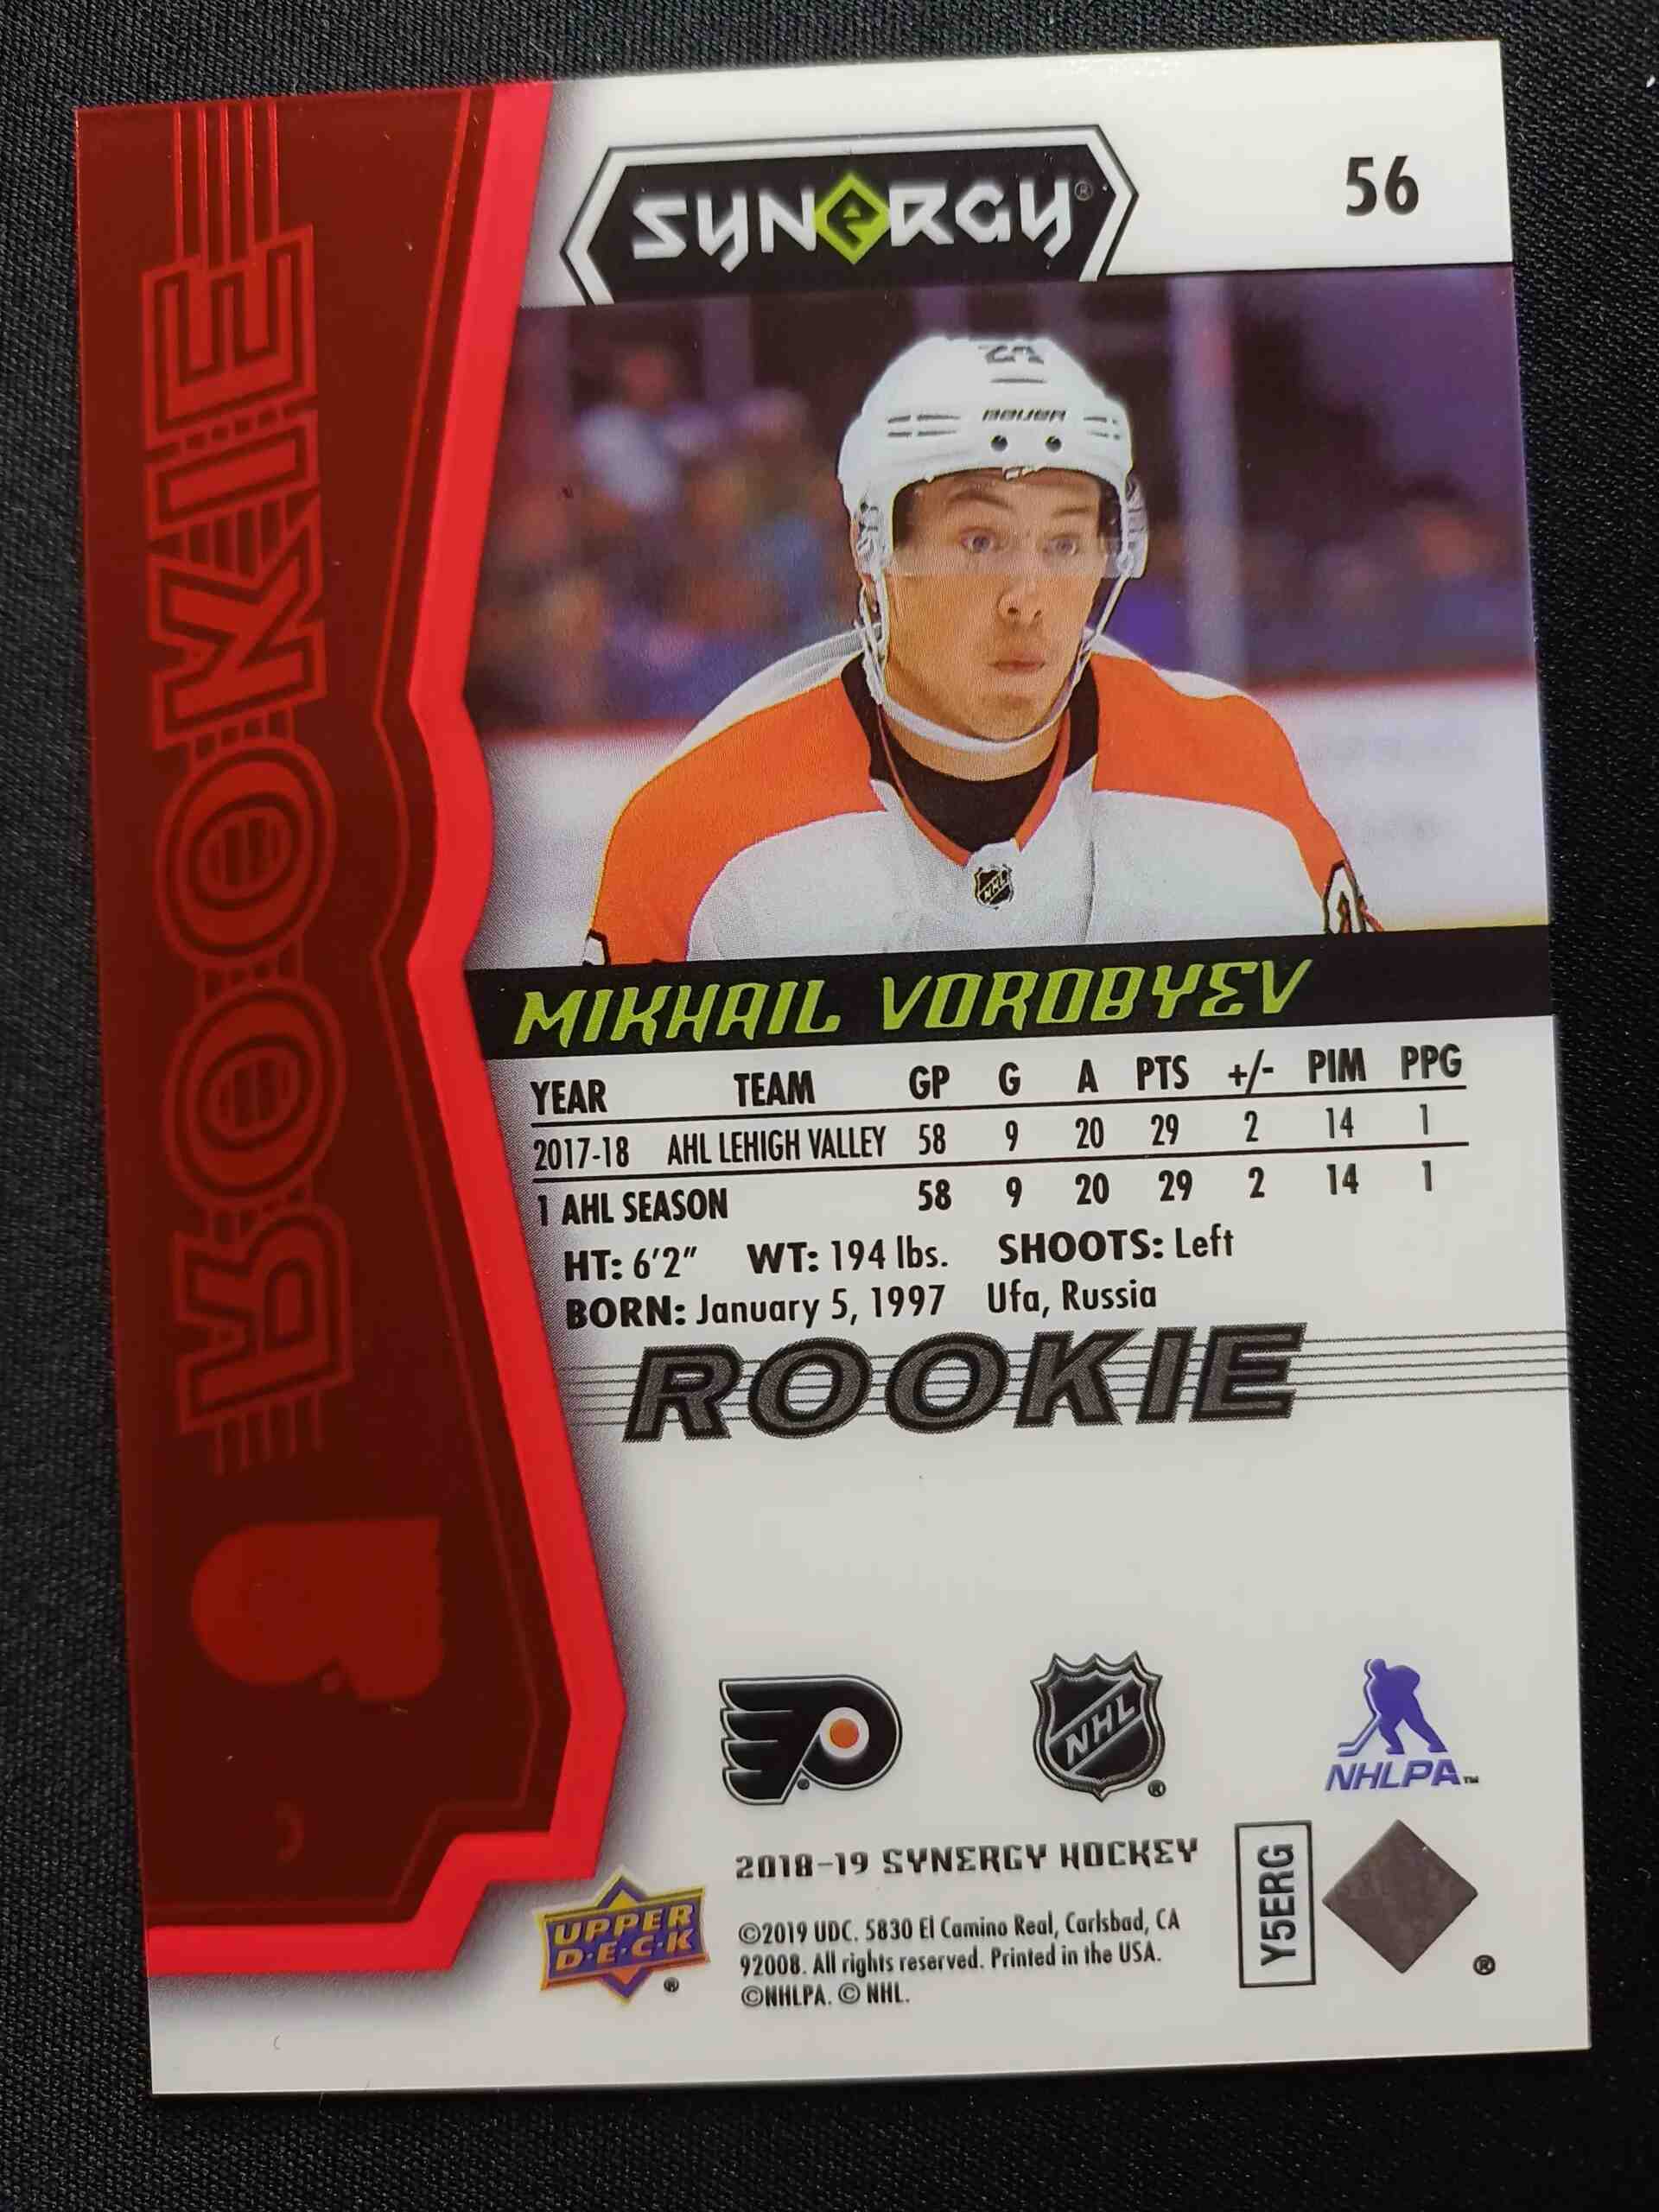 SYNERGY®
56
ROOKIE
BAUER
NHL
MIKHAIL VOROBYEV
YEAR TEAM GP G A PTS +/- PIM PPG
2017-18 AHL LEHIGH VALLEY 58 9 20 29 2 14 1
1 AHL SEASON 58 9 20 29 2 14 1
HT: 6'2" WT: 194 lbs. SHOOTS: Left
BORN: January 5, 1997 Ufa, Russia
ROOKIE
NHL®
NHLPA™
2018-19 SYNERGY HOCKEY
UPPER
D·E·C·K®
©2019 UDC. 5830 El Camino Real, Carlsbad, CA
92008. All rights reserved. Printed in the USA.
©NHLPA. © NHL.
Y5ERG
®